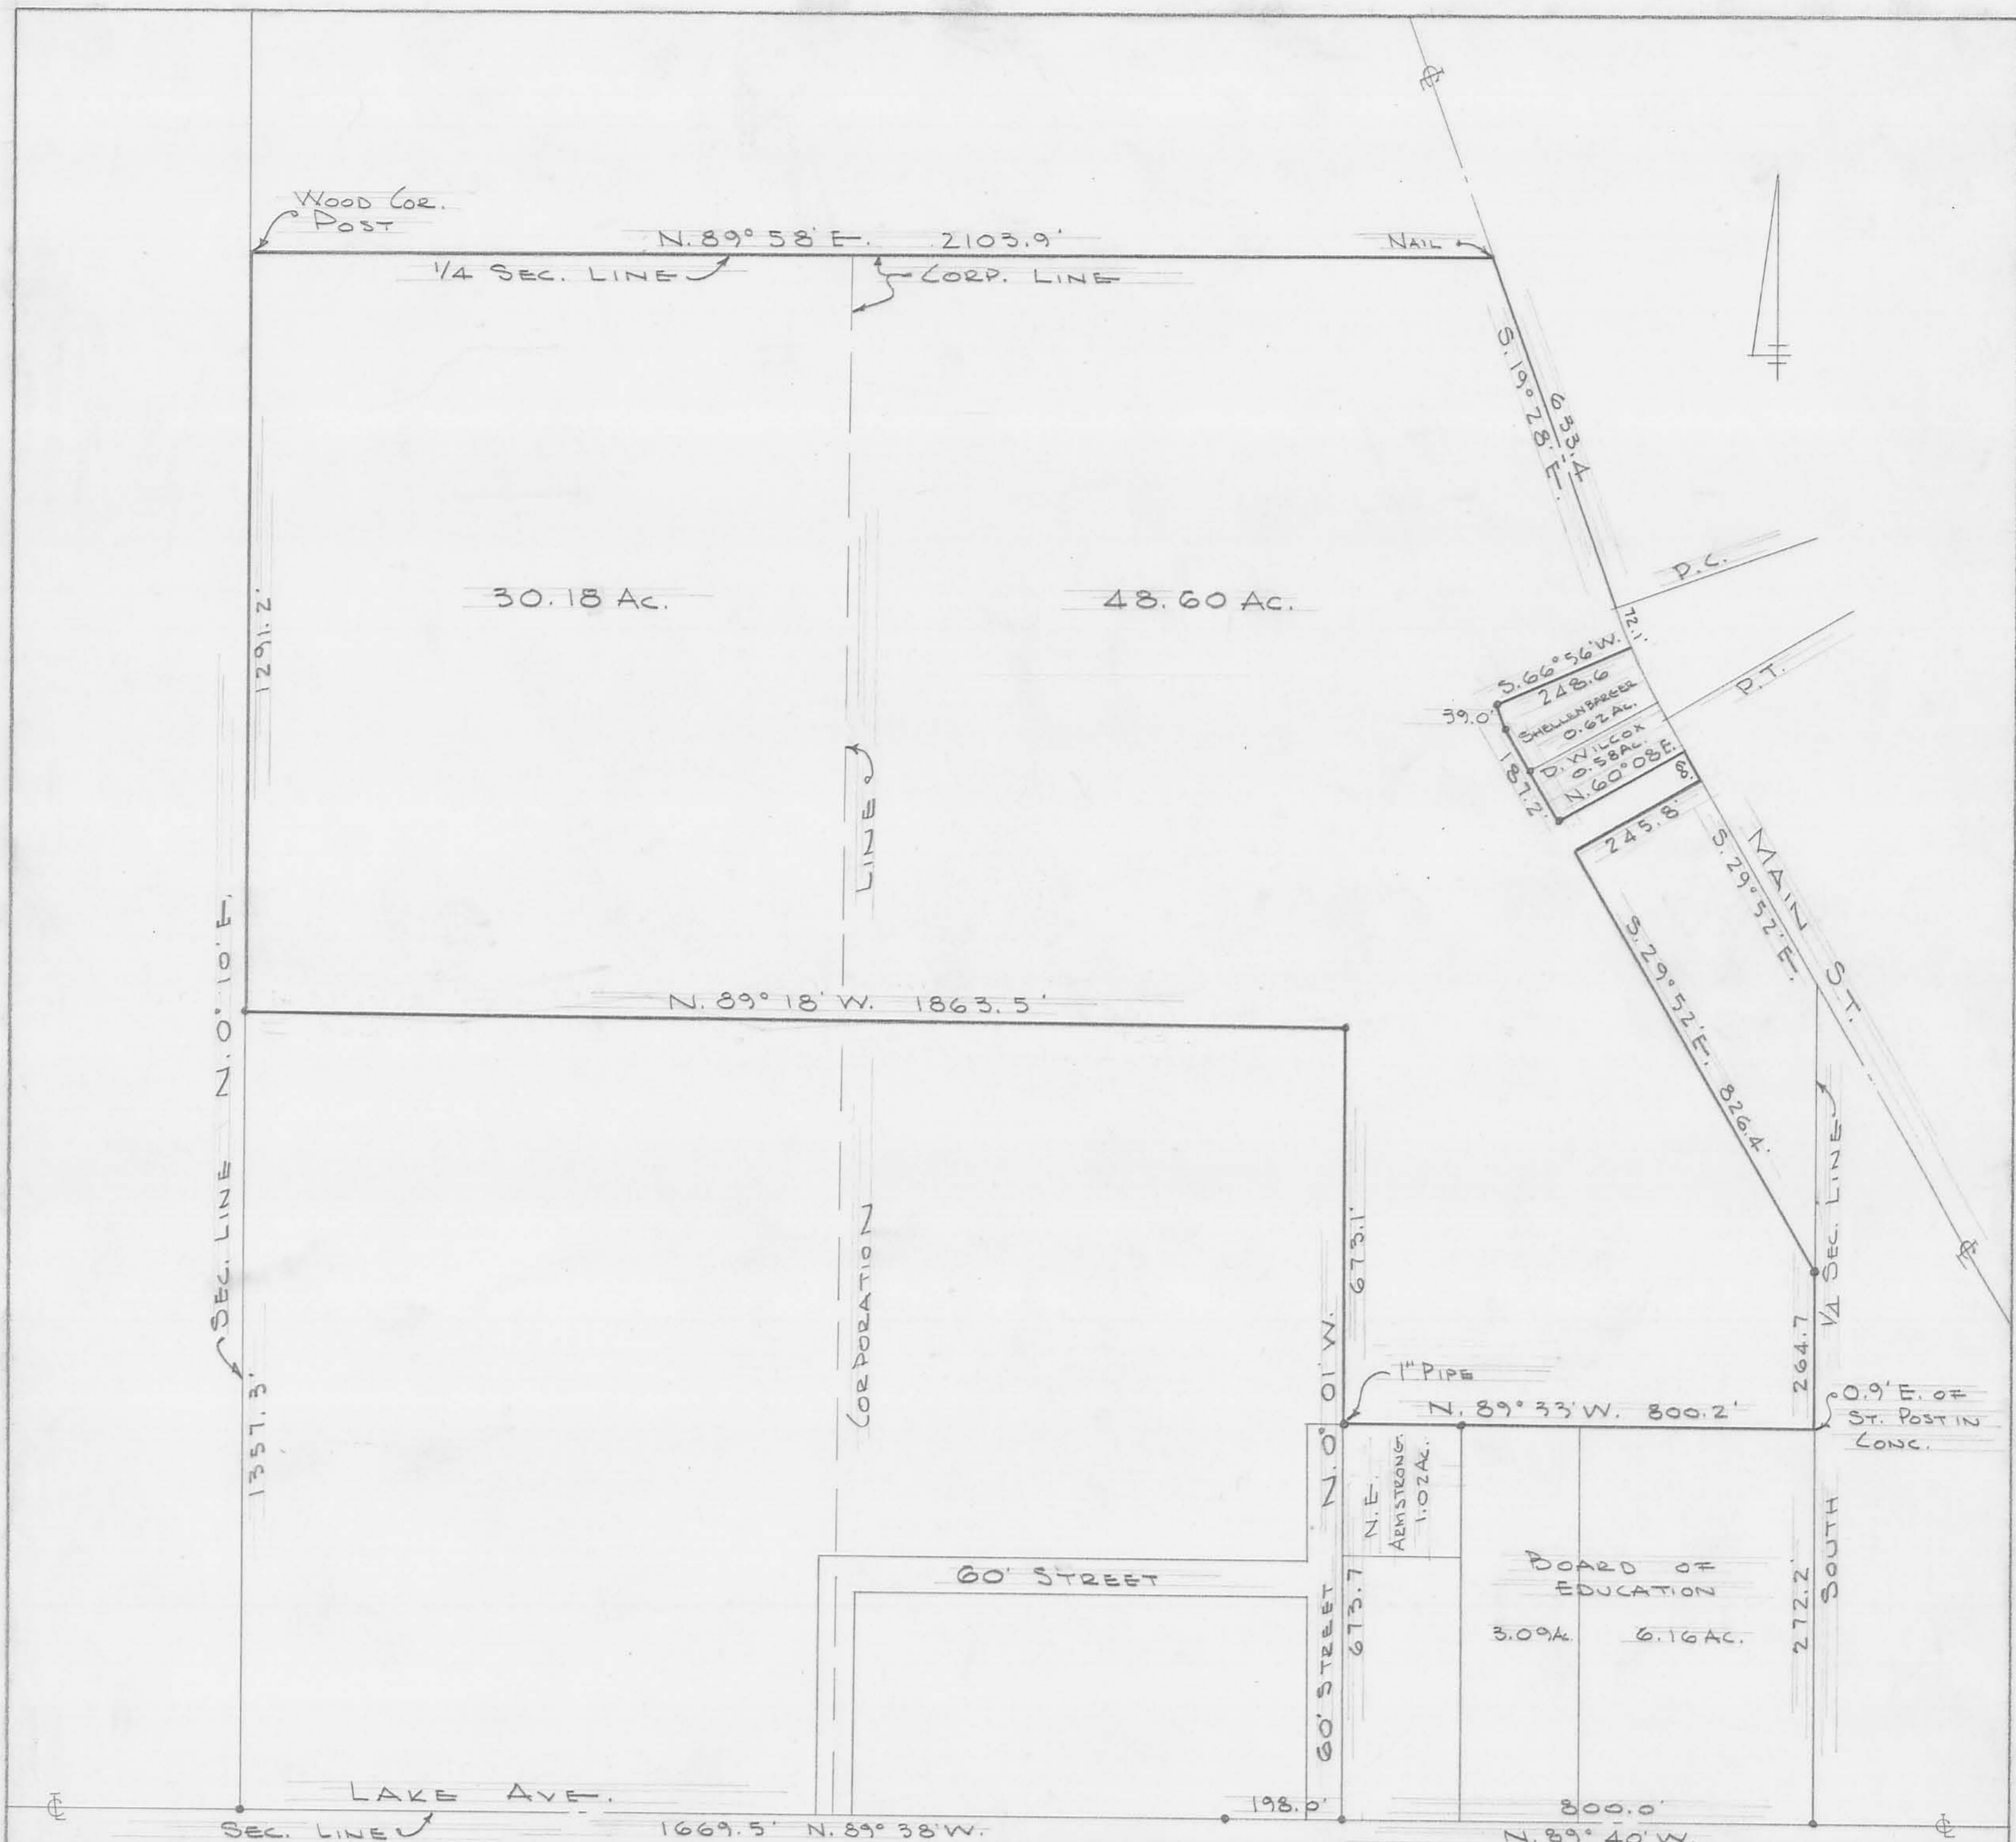 WOOD COR.
POST
N. 89° 58' E. 2103.9'
NAIL
1/4 SEC. LINE
CORP. LINE
S. 19° 28' E.
633.4
1291.2'
30.18 AC.
48.60 AC.
P.C.
72.1'
P.T.
S. 66° 56' W.
248.6
SHELLENBARGER
0.62 AC.
39.0'
D. WILCOX
0.58 AC.
187.2'
N. 60° 08' E.
245.8'
S. 29° 52' E.
MAIN ST.
LINE
SEC. LINE N. 0° 10' E.
N. 89° 18' W. 1863.5'
S. 29° 52' E. 826.4'
1/4 SEC. LINE
CORPORATION
673.1'
264.7
1" PIPE
N. 89° 33' W. 800.2'
0.9' E. OF
ST. POST IN
CONC.
1357.3'
60' STREET N. 0° 01' W.
673.7
N. E.
ARMSTRONG.
1.02 AC.
60' STREET
BOARD OF
EDUCATION
3.09 Ac. 6.16 AC.
272.2'
SOUTH
LAKE AVE.
198.0'
800.0'
SEC. LINE
1669.5' N. 89° 38' W.
N. 89° 40' W.